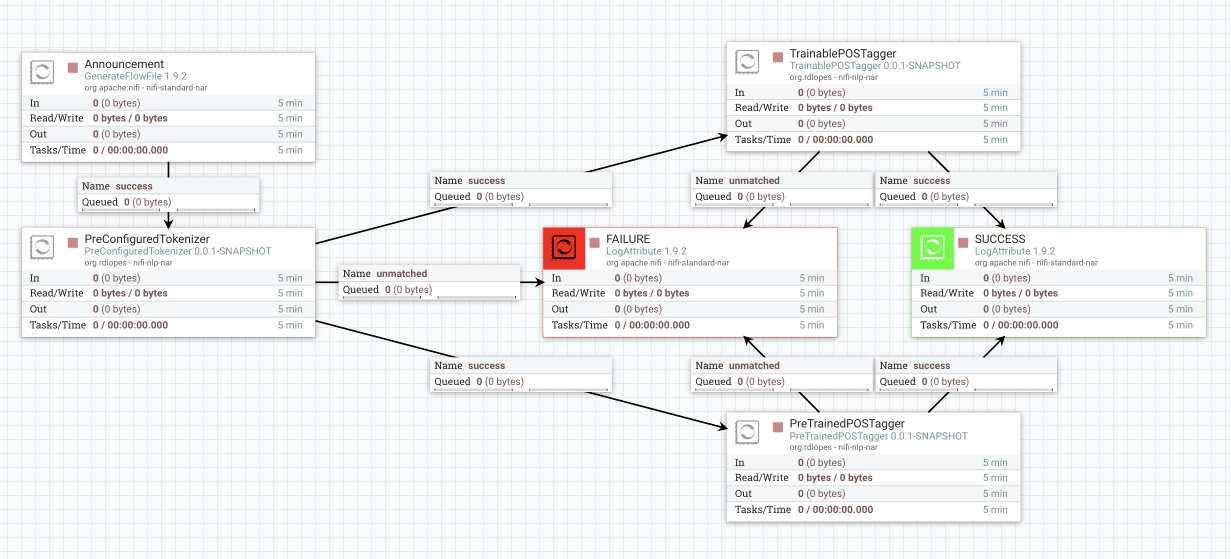 Announcement
GenerateFlowFile 1.9.2
org.apache.nifi - nifi-standard-nar
In 0 (0 bytes) 5 min
Read/Write 0 bytes / 0 bytes 5 min
Out 0 (0 bytes) 5 min
Tasks/Time 0 / 00:00:00.000 5 min
Name success
Queued 0 (0 bytes)
PreConfiguredTokenizer
PreConfiguredTokenizer 0.0.1-SNAPSHOT
org.rdlopes - nifi-nlp-nar
In 0 (0 bytes) 5 min
Read/Write 0 bytes / 0 bytes 5 min
Out 0 (0 bytes) 5 min
Tasks/Time 0 / 00:00:00.000 5 min
Name success
Queued 0 (0 bytes)
Name unmatched
Queued 0 (0 bytes)
Name success
Queued 0 (0 bytes)
TrainablePOSTagger
TrainablePOSTagger 0.0.1-SNAPSHOT
org.rdlopes - nifi-nlp-nar
In 0 (0 bytes) 5 min
Read/Write 0 bytes / 0 bytes 5 min
Out 0 (0 bytes) 5 min
Tasks/Time 0 / 00:00:00.000 5 min
Name unmatched
Queued 0 (0 bytes)
Name success
Queued 0 (0 bytes)
FAILURE
LogAttribute 1.9.2
org.apache.nifi - nifi-standard-nar
In 0 (0 bytes) 5 min
Read/Write 0 bytes / 0 bytes 5 min
Out 0 (0 bytes) 5 min
Tasks/Time 0 / 00:00:00.000 5 min
SUCCESS
LogAttribute 1.9.2
org.apache.nifi - nifi-standard-nar
In 0 (0 bytes) 5 min
Read/Write 0 bytes / 0 bytes 5 min
Out 0 (0 bytes) 5 min
Tasks/Time 0 / 00:00:00.000 5 min
Name unmatched
Queued 0 (0 bytes)
Name success
Queued 0 (0 bytes)
PreTrainedPOSTagger
PreTrainedPOSTagger 0.0.1-SNAPSHOT
org.rdlopes - nifi-nlp-nar
In 0 (0 bytes) 5 min
Read/Write 0 bytes / 0 bytes 5 min
Out 0 (0 bytes) 5 min
Tasks/Time 0 / 00:00:00.000 5 min